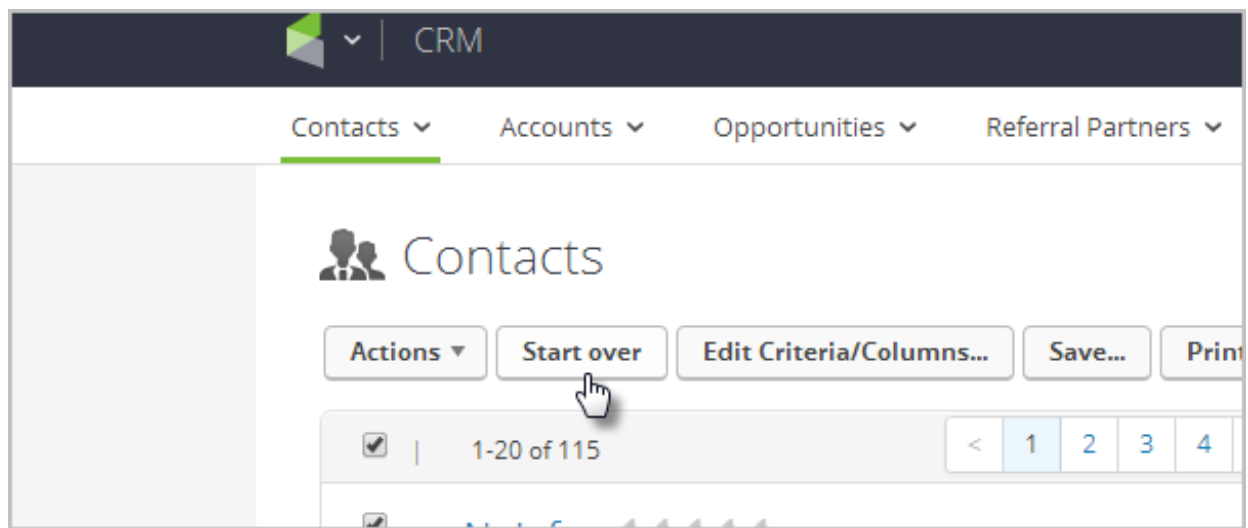 CRM
Contacts Accounts Opportunities Referral Partners
Contacts
Actions Start over Edit Criteria/Columns... Save...
1-20 of 115 < 1 2 3 4